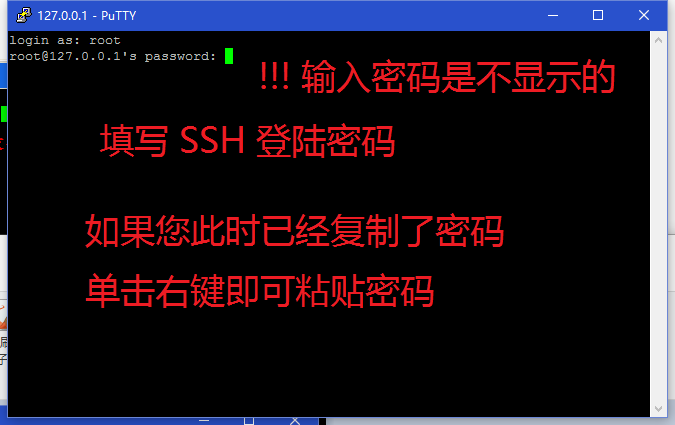 127.0.0.1 - PuTTY
login as: root
root@127.0.0.1's password:
!!! 输入密码是不显示的
填写 SSH 登陆密码
如果您此时已经复制了密码
单击右键即可粘贴密码